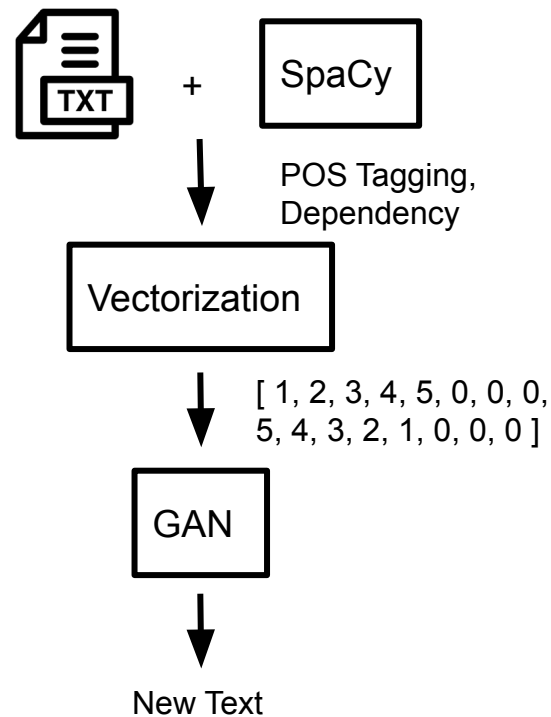 TXT
+
SpaCy
POS Tagging,
Dependency
Vectorization
[ 1, 2, 3, 4, 5, 0, 0, 0,
5, 4, 3, 2, 1, 0, 0, 0 ]
GAN
New Text